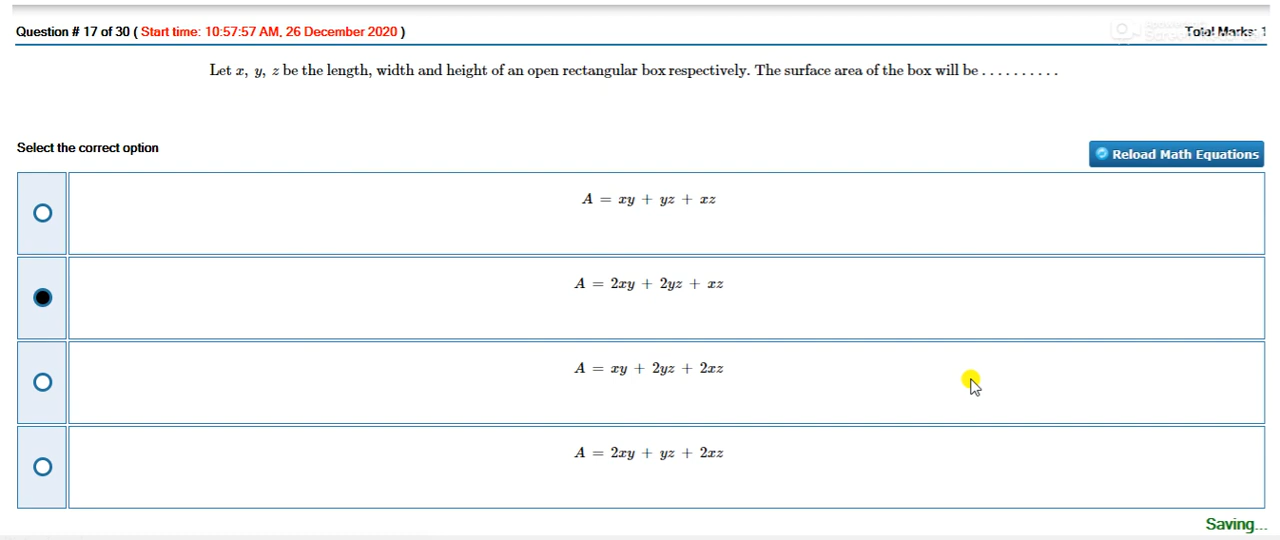 Question # 17 of 30 ( Start time: 10:57:57 AM, 26 December 2020 )
Total Marks: 1
Let x, y, z be the length, width and height of an open rectangular box respectively. The surface area of the box will be . . . . . . . . . .
Select the correct option
Reload Math Equations
A = xy + yz + xz
A = 2xy + 2yz + xz
A = xy + 2yz + 2xz
A = 2xy + yz + 2xz
Saving...